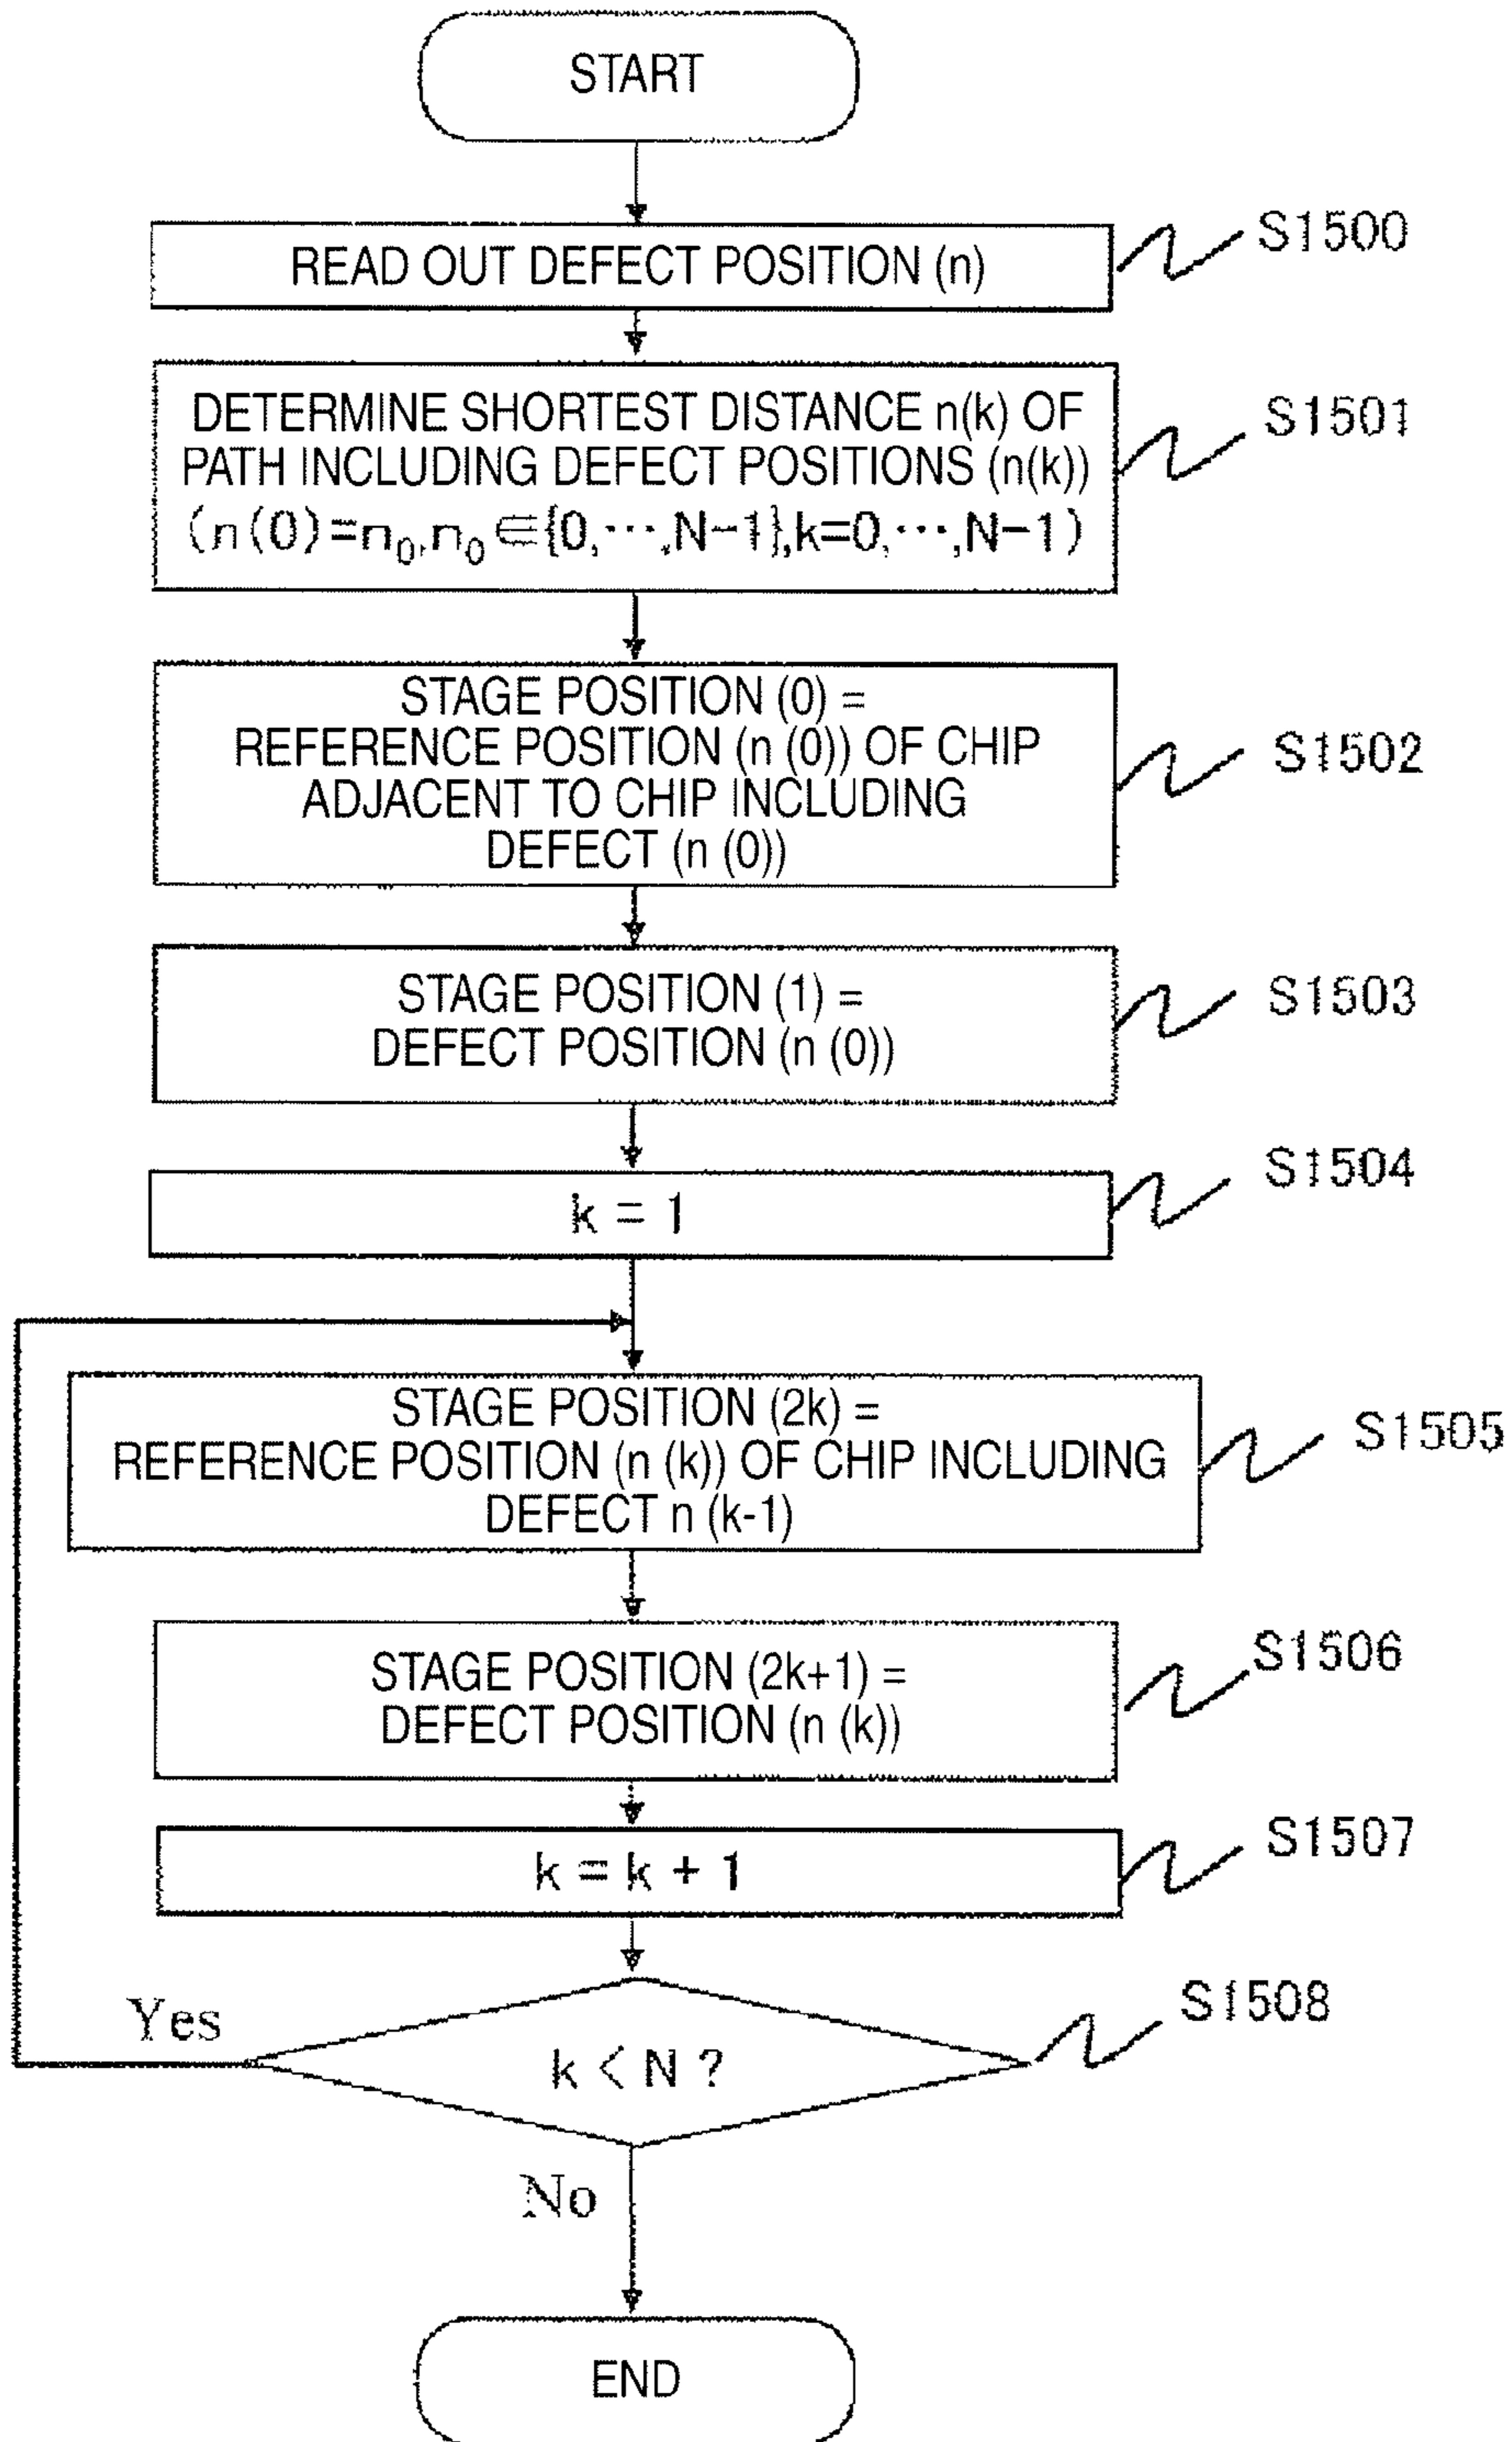 START
READ OUT DEFECT POSITION (n)
S1500
DETERMINE SHORTEST DISTANCE n(k) OF
PATH INCLUDING DEFECT POSITIONS (n(k))
(n(0)=n₀,n₀∈{0,⋯,N−1},k=0,⋯,N−1)
S1501
STAGE POSITION (0) =
REFERENCE POSITION (n (0)) OF CHIP
ADJACENT TO CHIP INCLUDING
DEFECT (n (0))
S1502
STAGE POSITION (1) =
DEFECT POSITION (n (0))
S1503
k = 1
S1504
STAGE POSITION (2k) =
REFERENCE POSITION (n (k)) OF CHIP INCLUDING
DEFECT n (k-1)
S1505
STAGE POSITION (2k+1) =
DEFECT POSITION (n (k))
S1506
k = k + 1
S1507
k < N ?
S1508
Yes
No
END